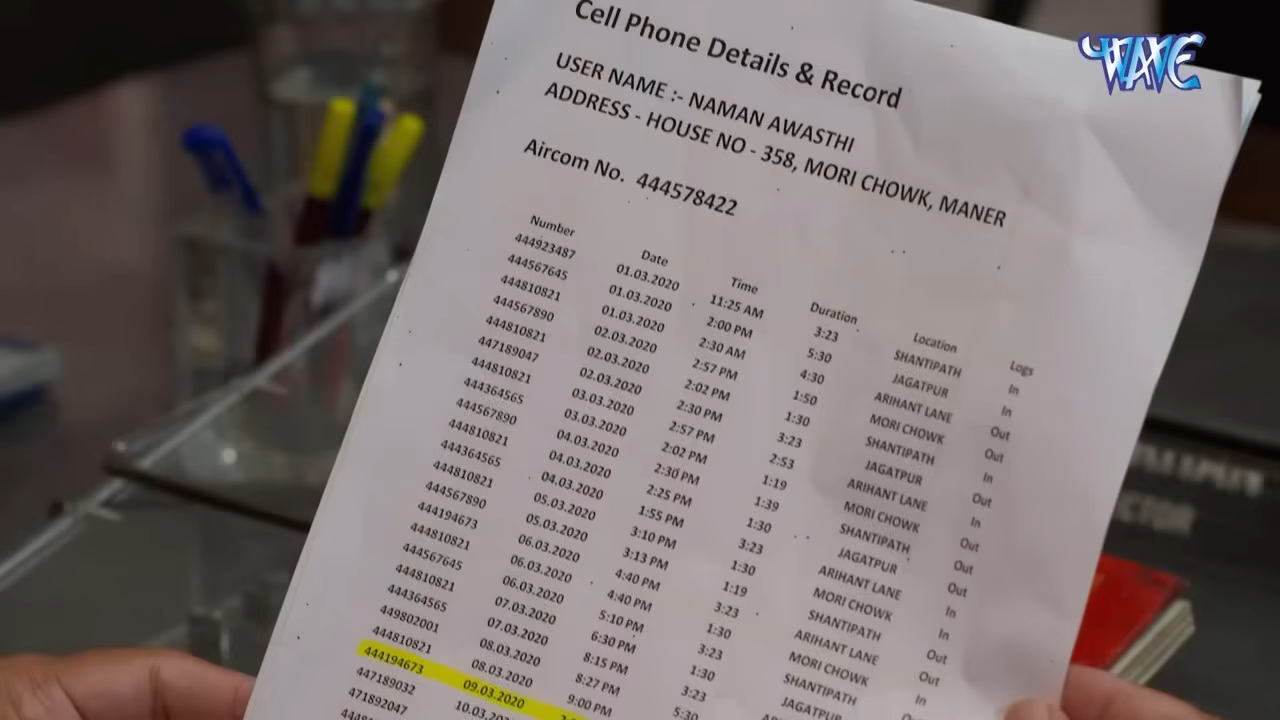 WAVE
Cell Phone Details & Record
USER NAME :- NAMAN AWASTHI
ADDRESS - HOUSE NO - 358, MORI CHOWK, MANER
Aircom No. 444578422
Number Date Time Duration Location Logs
444923487 01.03.2020 11:25 AM 3:23 SHANTIPATH In
444567645 01.03.2020 2:00 PM 5:30 JAGATPUR In
444810821 01.03.2020 2:30 AM 4:30 ARIHANT LANE Out
444567890 02.03.2020 2:57 PM 1:50 MORI CHOWK Out
444810821 02.03.2020 2:02 PM 1:30 SHANTIPATH In
447189047 02.03.2020 2:30 PM 3:23 JAGATPUR Out
444810821 03.03.2020 2:57 PM 2:53 ARIHANT LANE In
444364565 03.03.2020 2:02 PM 1:19 MORI CHOWK Out
444567890 04.03.2020 2:30 PM 1:39 SHANTIPATH Out
444810821 04.03.2020 2:25 PM 1:30 JAGATPUR Out
444364565 04.03.2020 1:55 PM 3:23 ARIHANT LANE In
444810821 05.03.2020 3:10 PM 1:30 MORI CHOWK In
444567890 05.03.2020 3:13 PM 1:19 SHANTIPATH Out
444194673 06.03.2020 4:40 PM 3:23 ARIHANT LANE Out
444810821 06.03.2020 4:40 PM 1:30 MORI CHOWK In
444567645 06.03.2020 5:10 PM 3:23 SHANTIPATH Out
444810821 07.03.2020 6:30 PM 1:30 JAGATPUR
444364565 07.03.2020 8:15 PM 3:23
449802001 08.03.2020 8:27 PM 5:30
444810821 08.03.2020 9:00 PM
444194673 09.03.2020
447189032
471892047